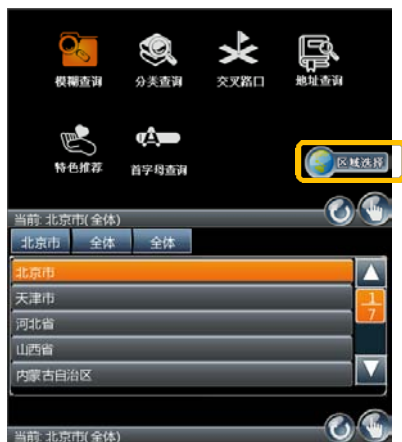 模糊查询 分类查询 交叉路口 地址查询
特色推荐 首字母查询 区域选择
当前:北京市(全体)
北京市 全体 全体
北京市
天津市
1
7
河北省
山西省
内蒙古自治区
当前:北京市(全体)